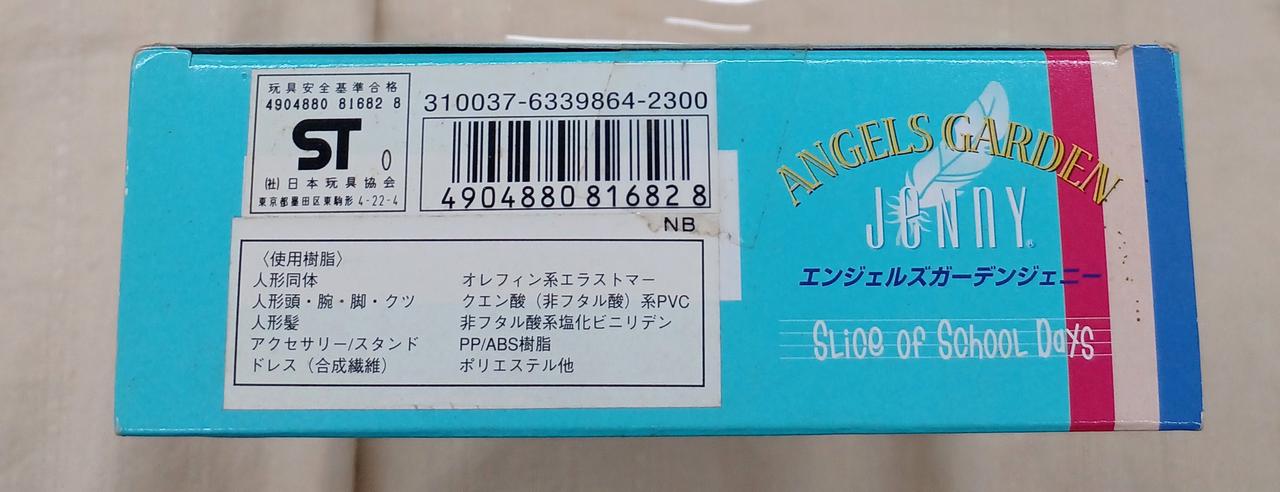 玩具安全基準合格
4904880 81682 8
ST 0
(社)日本玩具協会
東京都墨田区東駒形 4-22-4
310037-6339864-2300
4904880 81682 8
NB
〈使用樹脂〉
人形同体 オレフィン系エラストマー
人形頭・腕・脚・クツ クエン酸(非フタル酸)系PVC
人形髪 非フタル酸系塩化ビニリデン
アクセサリー/スタンド PP/ABS樹脂
ドレス(合成繊維) ポリエステル他
ANGELS GARDEN
JeNNY®
エンジェルズガーデンジェニー
SLice of School Days